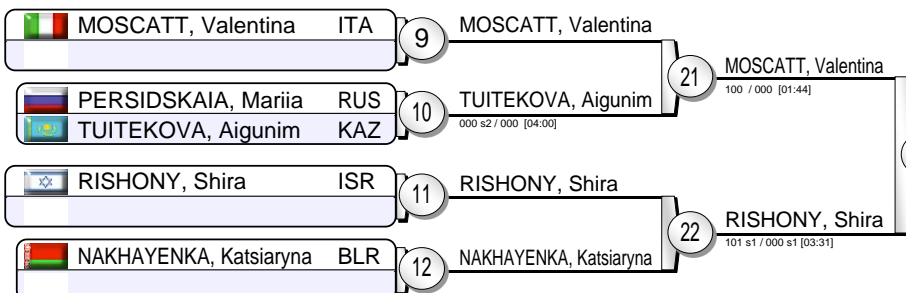 MOSCATT, Valentina ITA
9
MOSCATT, Valentina
PERSIDSKAIA, Mariia RUS
TUITEKOVA, Aigunim KAZ
10
TUITEKOVA, Aigunim
000 s2 / 000 [04:00]
21
MOSCATT, Valentina
100 / 000 [01:44]
RISHONY, Shira ISR
11
RISHONY, Shira
NAKHAYENKA, Katsiaryna BLR
12
NAKHAYENKA, Katsiaryna
22
RISHONY, Shira
101 s1 / 000 s1 [03:31]